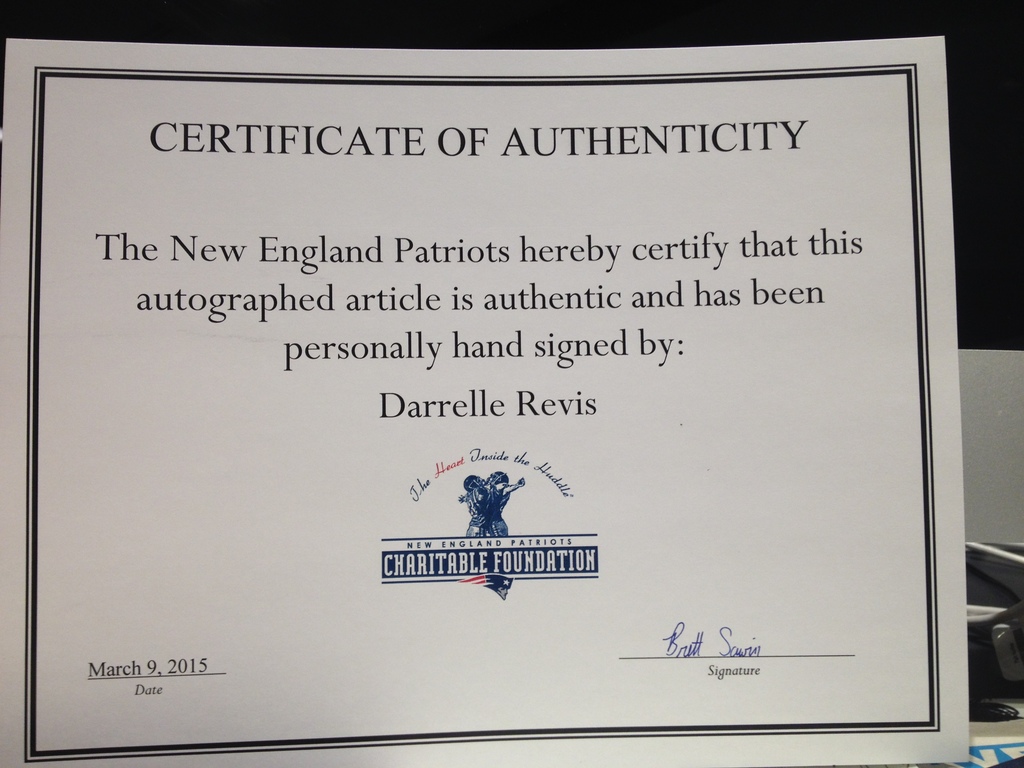 CERTIFICATE OF AUTHENTICITY
The New England Patriots hereby certify that this
autographed article is authentic and has been
personally hand signed by:
Darrelle Revis
The Heart Inside the Huddle
NEW ENGLAND PATRIOTS
CHARITABLE FOUNDATION
March 9, 2015
Date
Brett Sawin
Signature